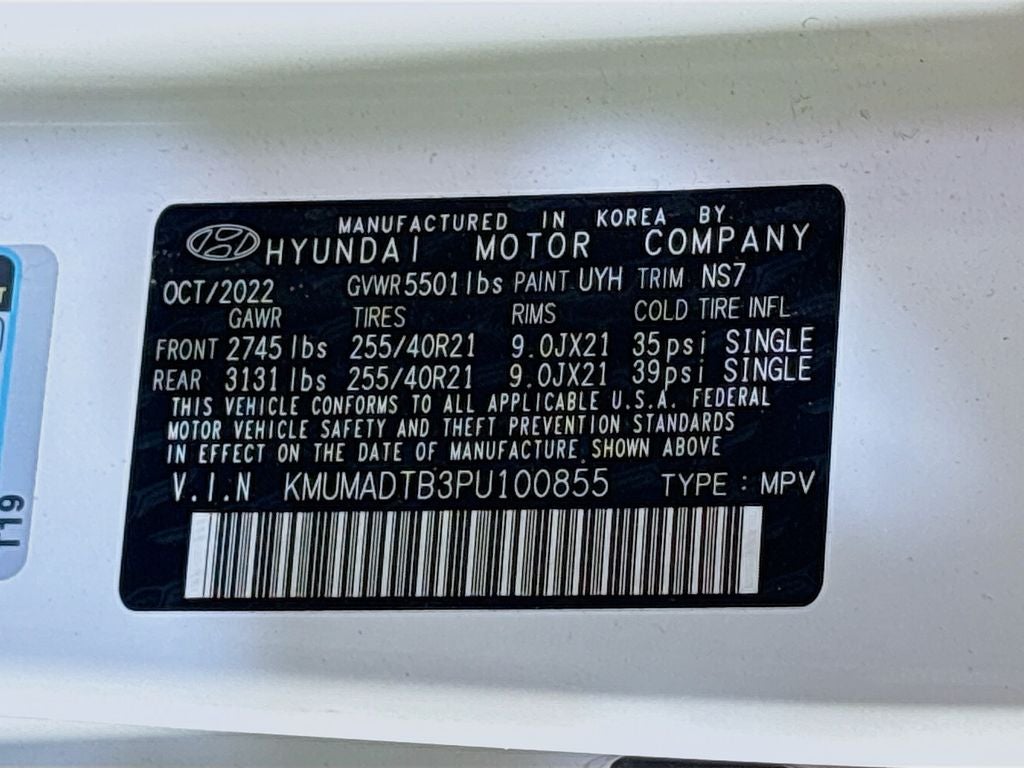 MANUFACTURED IN KOREA BY
HYUNDAI MOTOR COMPANY
OCT/2022 GVWR 5501 lbs PAINT UYH TRIM NS7
GAWR TIRES RIMS COLD TIRE INFL
FRONT 2745 lbs 255/40R21 9.0JX21 35psi SINGLE
REAR 3131 lbs 255/40R21 9.0JX21 39psi SINGLE
THIS VEHICLE CONFORMS TO ALL APPLICABLE U.S.A. FEDERAL
MOTOR VEHICLE SAFETY AND THEFT PREVENTION STANDARDS
IN EFFECT ON THE DATE OF MANUFACTURE SHOWN ABOVE
V.I.N KMUMADTB3PU100855 TYPE : MPV